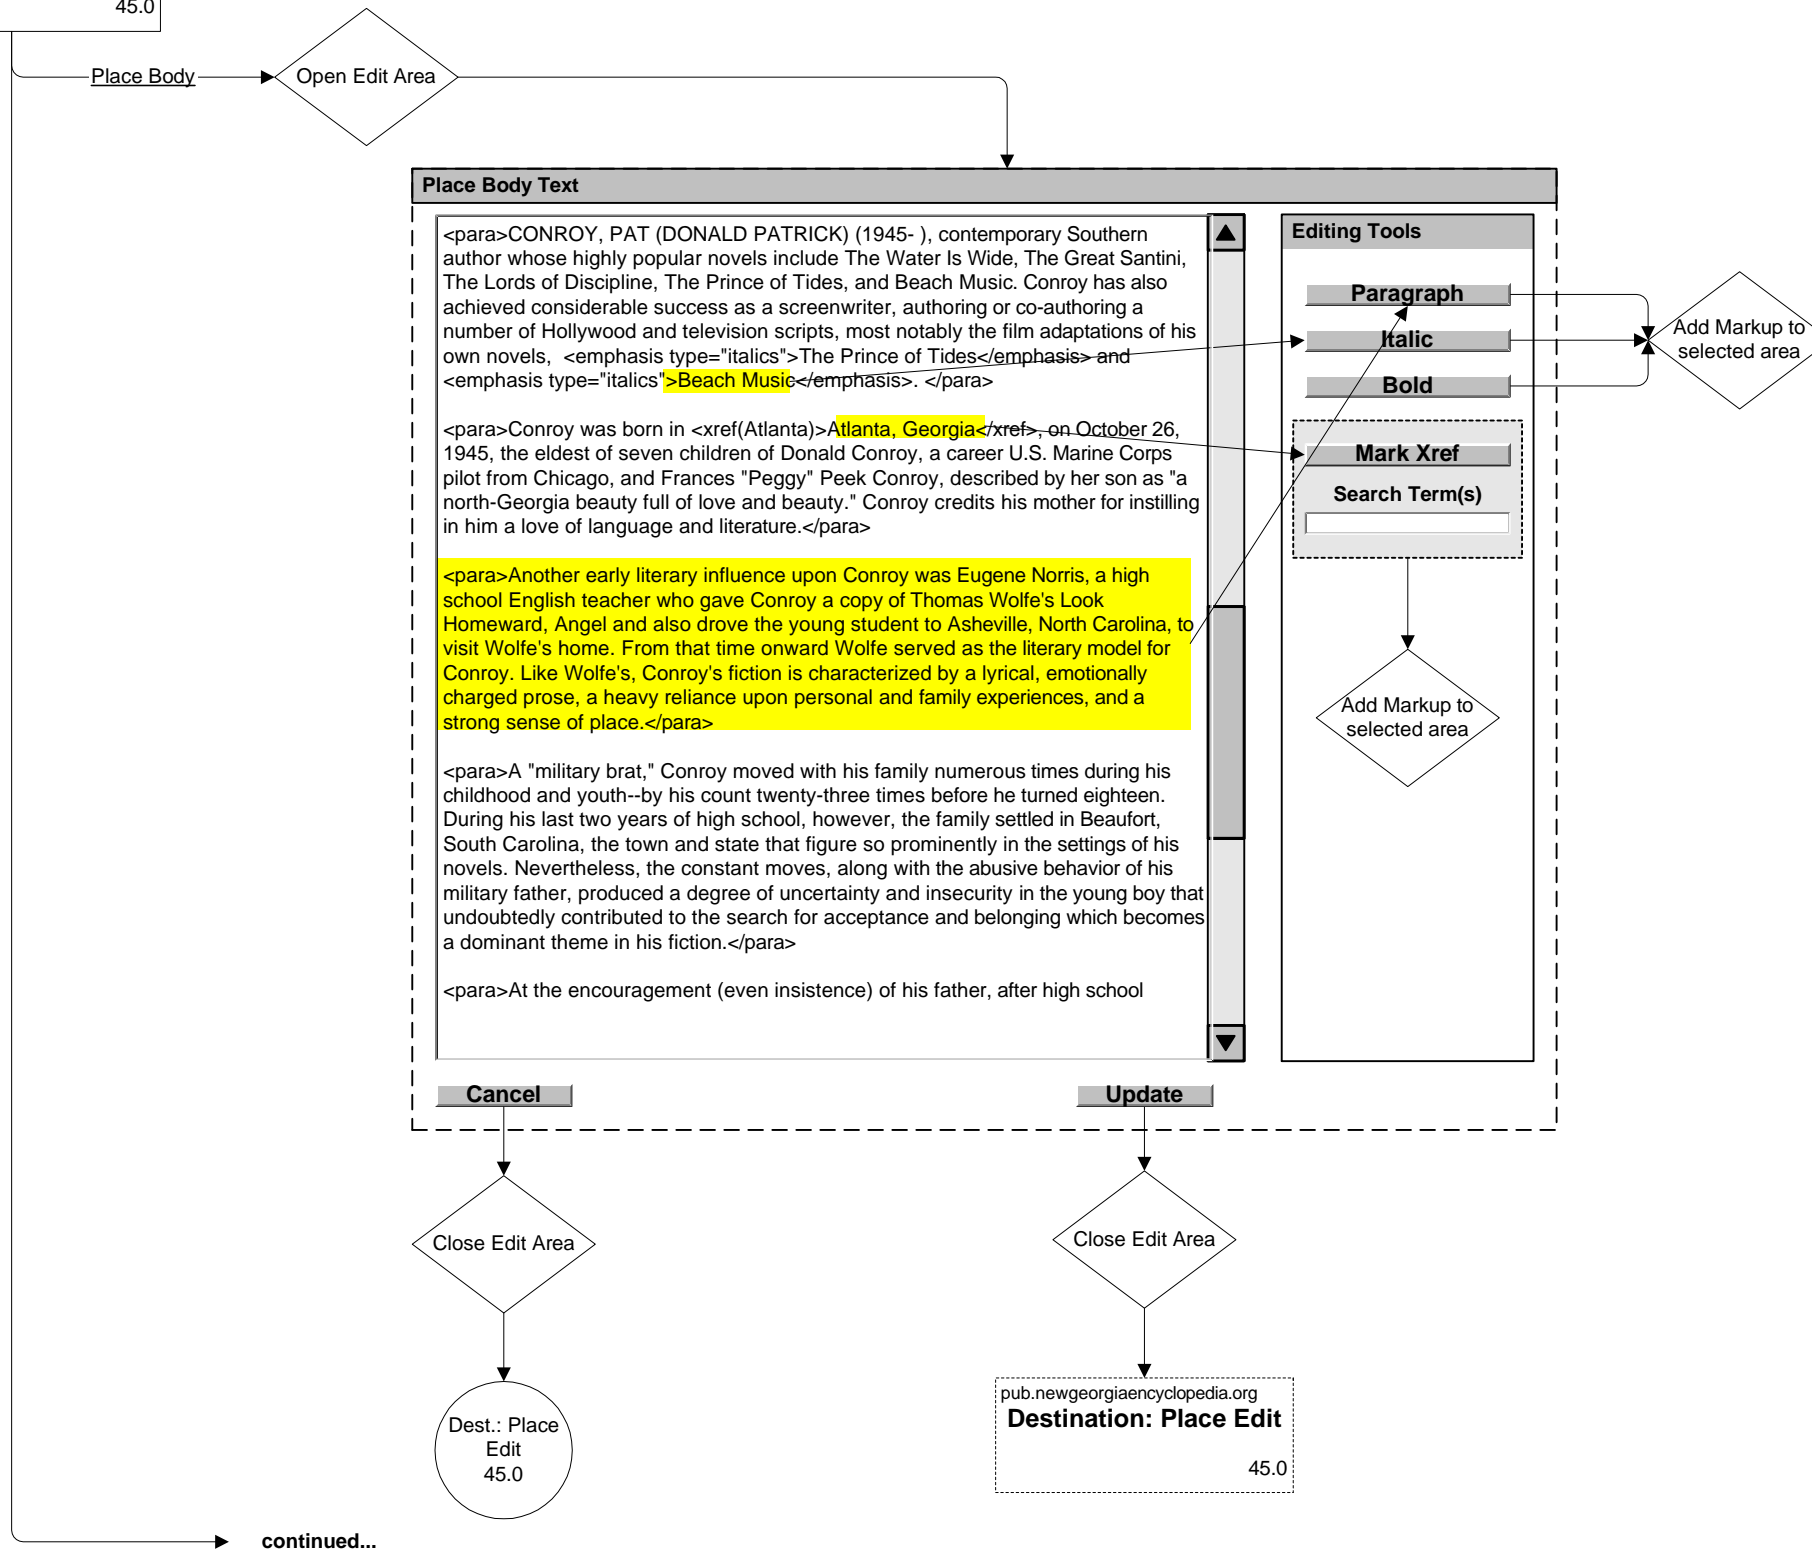 45.0
Place Body
Open Edit Area
Place Body Text
<para>CONROY, PAT (DONALD PATRICK) (1945- ), contemporary Southern
author whose highly popular novels include The Water Is Wide, The Great Santini,
The Lords of Discipline, The Prince of Tides, and Beach Music. Conroy has also
achieved considerable success as a screenwriter, authoring or co-authoring a
number of Hollywood and television scripts, most notably the film adaptations of his
own novels,  <emphasis type="italics">The Prince of Tides</emphasis> and
<emphasis type="italics">Beach Music</emphasis>. </para>
<para>Conroy was born in <xref(Atlanta)>Atlanta, Georgia</xref>, on October 26,
1945, the eldest of seven children of Donald Conroy, a career U.S. Marine Corps
pilot from Chicago, and Frances "Peggy" Peek Conroy, described by her son as "a
north-Georgia beauty full of love and beauty." Conroy credits his mother for instilling
in him a love of language and literature.</para>
<para>Another early literary influence upon Conroy was Eugene Norris, a high
school English teacher who gave Conroy a copy of Thomas Wolfe's Look
Homeward, Angel and also drove the young student to Asheville, North Carolina, to
visit Wolfe's home. From that time onward Wolfe served as the literary model for
Conroy. Like Wolfe's, Conroy's fiction is characterized by a lyrical, emotionally
charged prose, a heavy reliance upon personal and family experiences, and a
strong sense of place.</para>
<para>A "military brat," Conroy moved with his family numerous times during his
childhood and youth--by his count twenty-three times before he turned eighteen.
During his last two years of high school, however, the family settled in Beaufort,
South Carolina, the town and state that figure so prominently in the settings of his
novels. Nevertheless, the constant moves, along with the abusive behavior of his
military father, produced a degree of uncertainty and insecurity in the young boy that
undoubtedly contributed to the search for acceptance and belonging which becomes
a dominant theme in his fiction.</para>
<para>At the encouragement (even insistence) of his father, after high school
Editing Tools
Paragraph
Italic
Bold
Mark Xref
Search Term(s)
Add Markup to
selected area
Add Markup to
selected area
Cancel
Update
Close Edit Area
Close Edit Area
Dest.: Place
Edit
45.0
pub.newgeorgiaencyclopedia.org
Destination: Place Edit
45.0
continued...